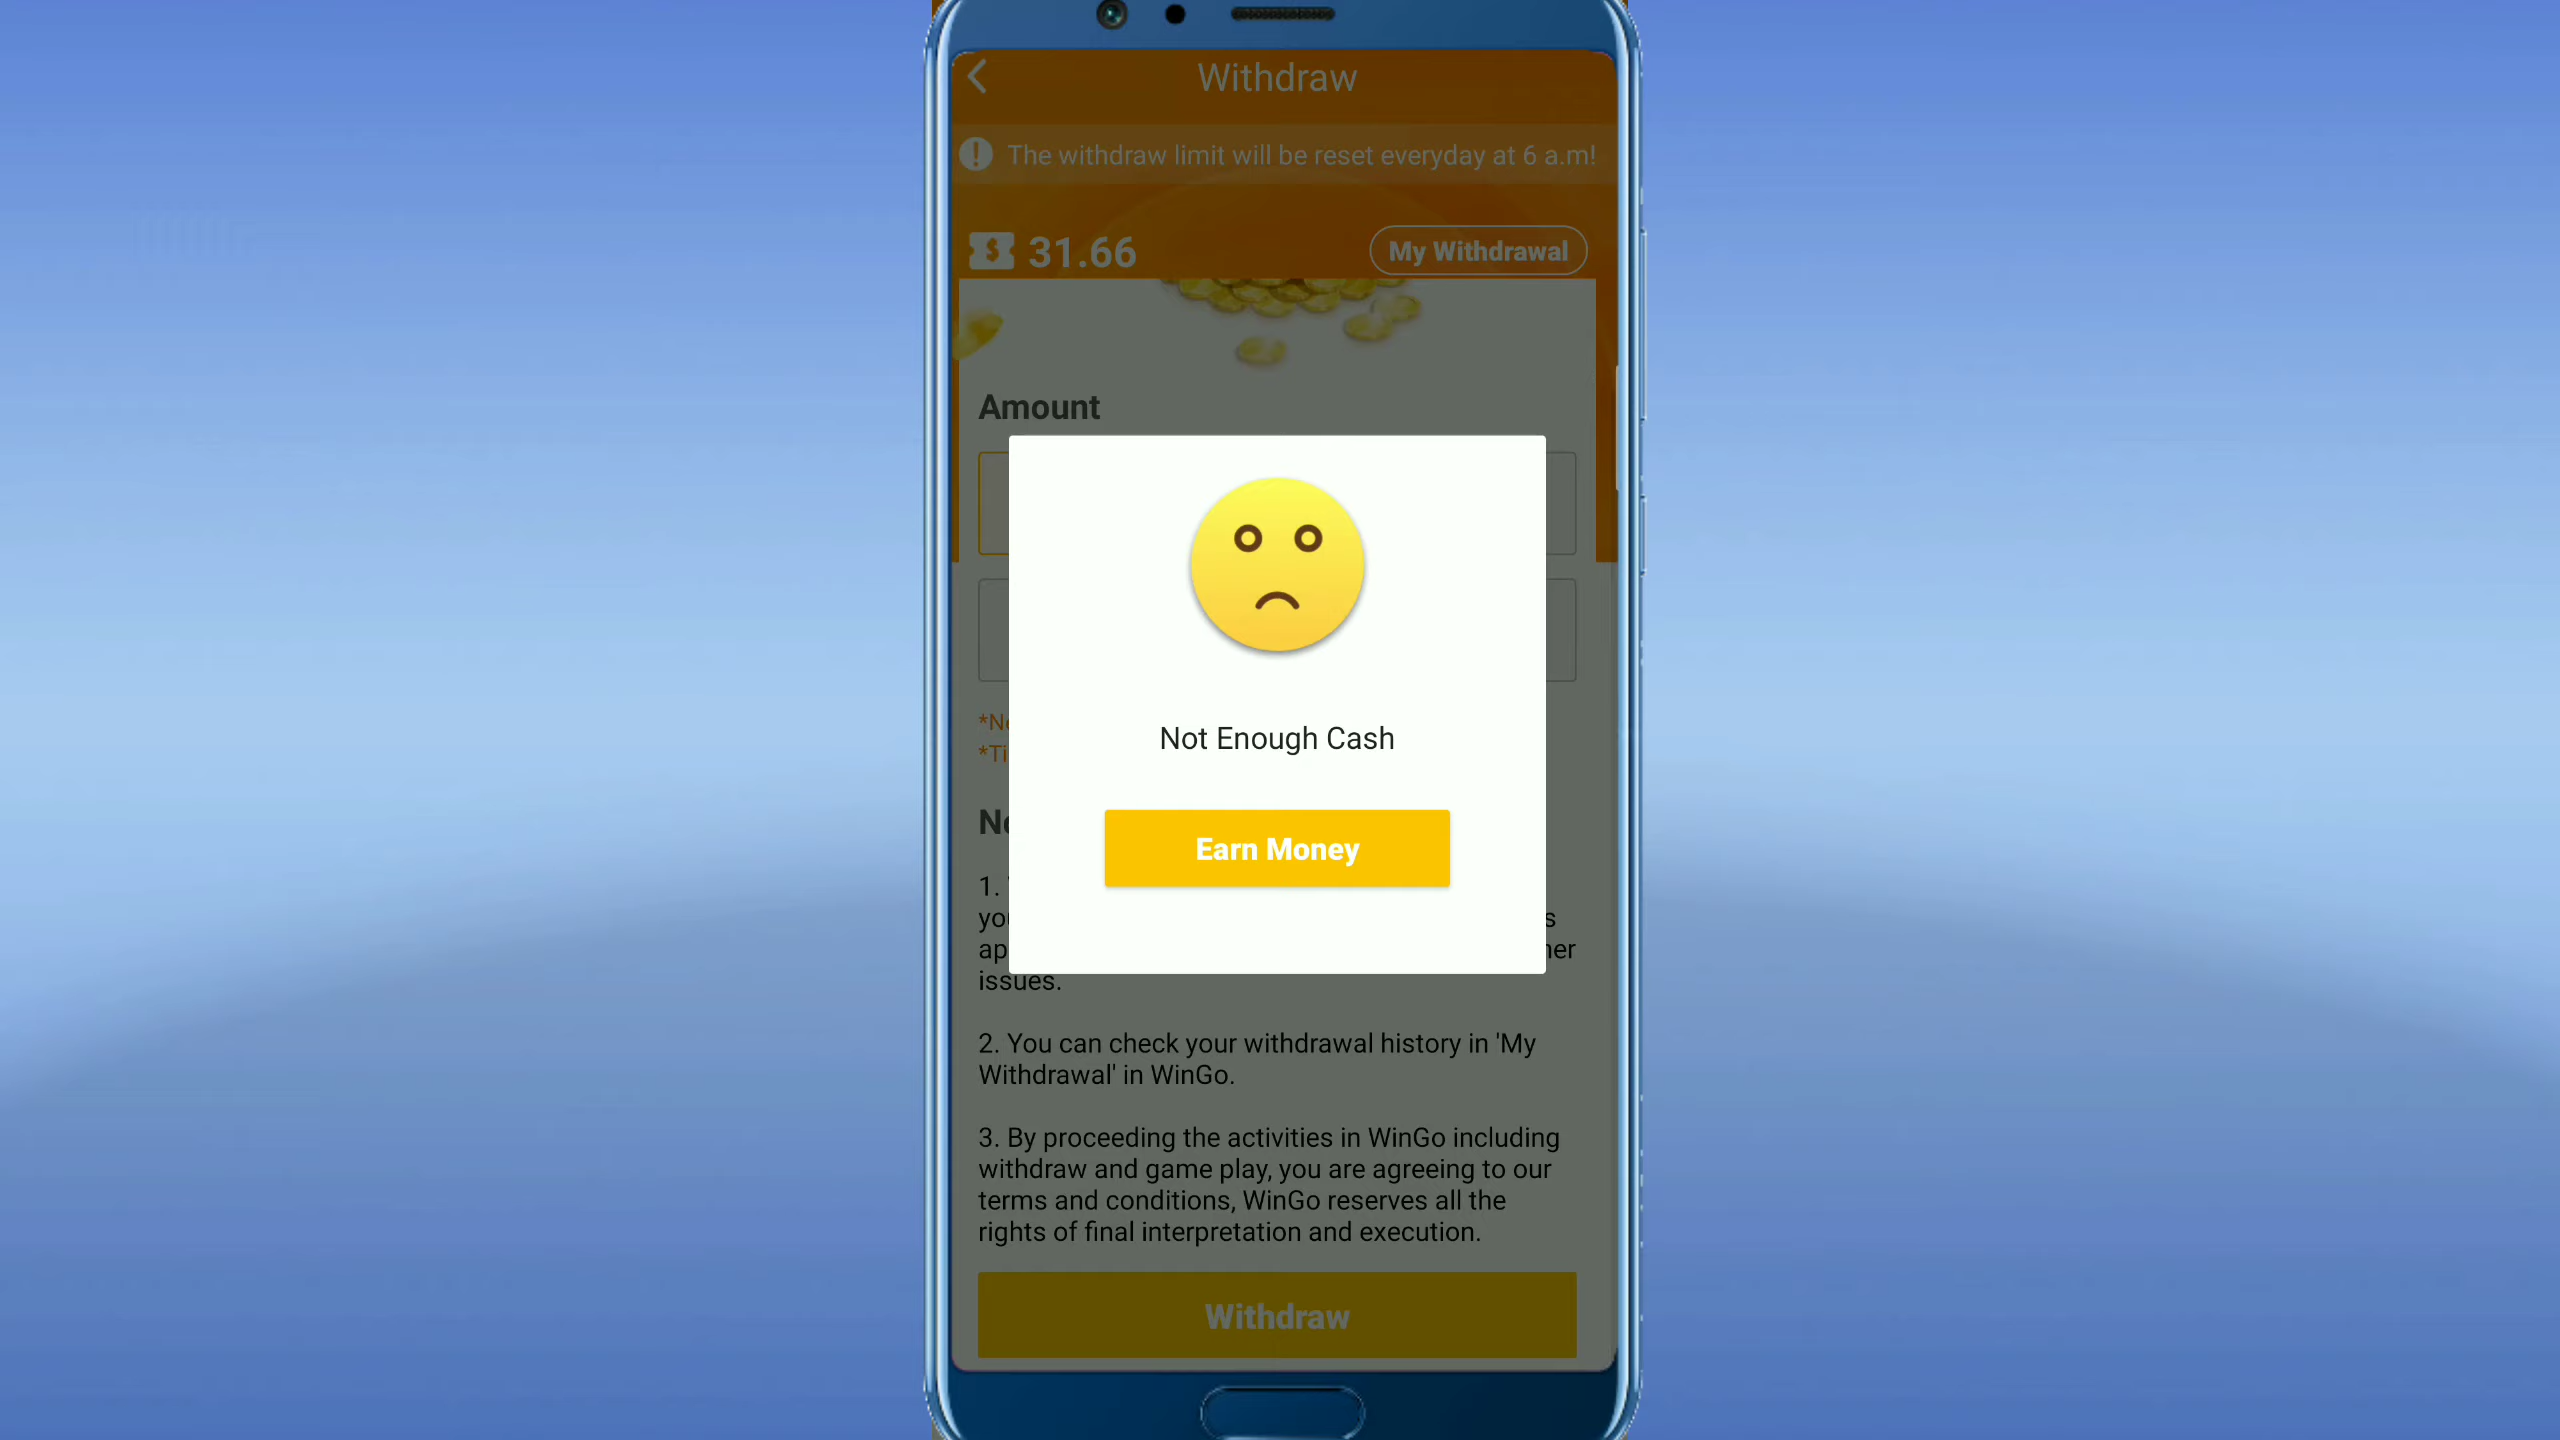 Withdraw
The withdraw limit will be reset everyday at 6 a.m!
31.66
My Withdrawal
Amount
Not Enough Cash
Earn Money
1.
issues.
2. You can check your withdrawal history in 'My
Withdrawal' in WinGo.
3. By proceeding the activities in WinGo including
withdraw and game play, you are agreeing to our
terms and conditions, WinGo reserves all the
rights of final interpretation and execution.
Withdraw